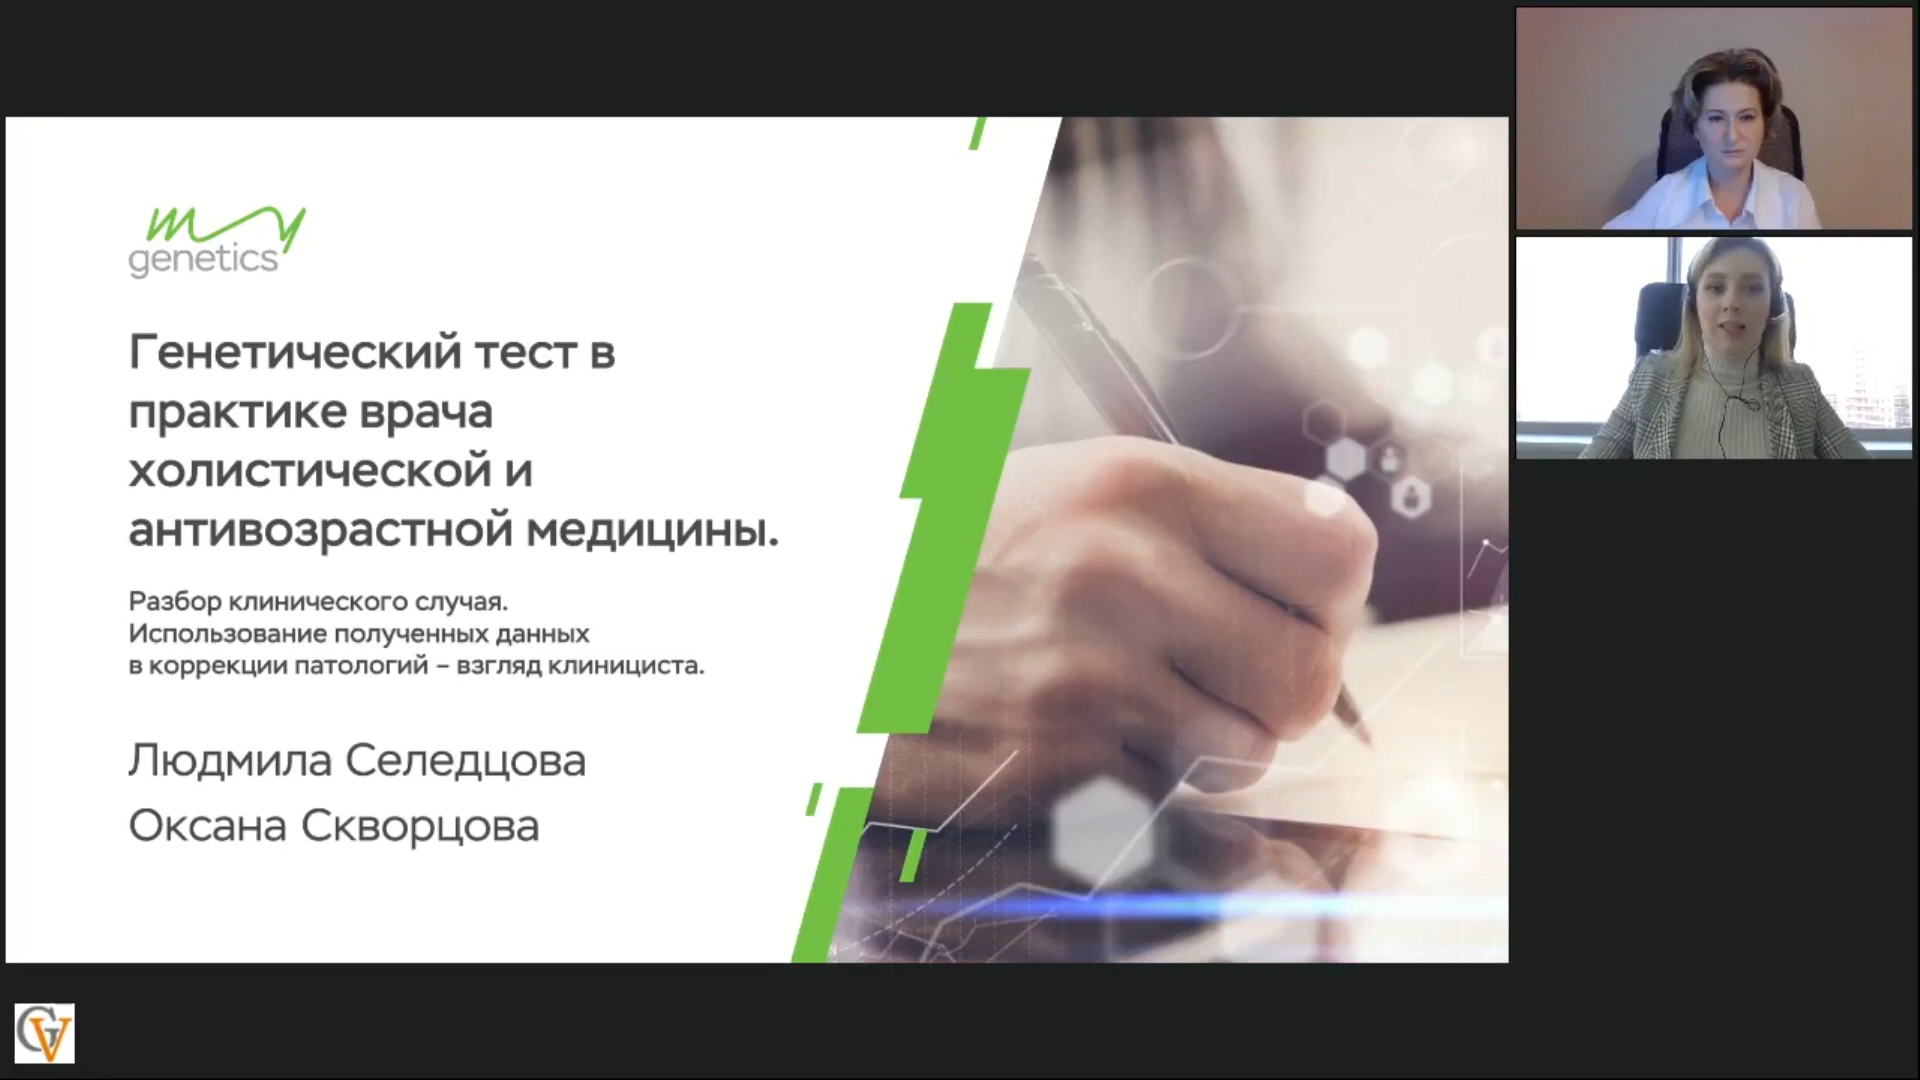 my
genetics
Генетический тест в
практике врача
холистической и
антивозрастной медицины.
Разбор клинического случая.
Использование полученных данных
в коррекции патологий – взгляд клинициста.
Людмила Селедцова
Оксана Скворцова
GV